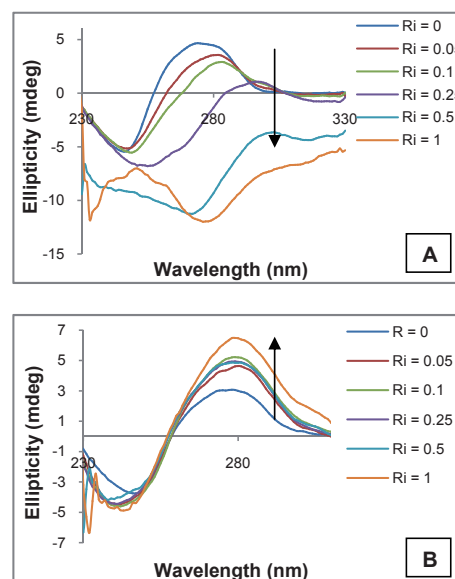 5
0
-5
-10
-15
230
280
330
Ellipticity (mdeg)
Wavelength (nm)
Ri = 0
Ri = 0.0
Ri = 0.1
Ri = 0.25
Ri = 0.5
Ri = 1
A
7
5
3
1
-1
-3
-5
-7
230
280
Ellipticity (mdeg)
Wavelength (nm)
R = 0
Ri = 0.05
Ri = 0.1
Ri = 0.25
Ri = 0.5
Ri = 1
B